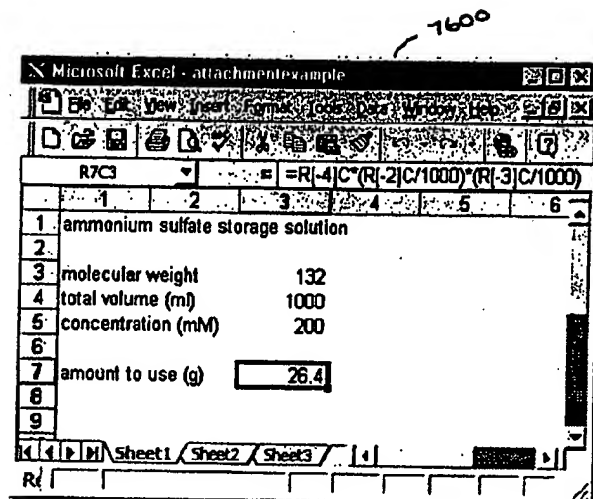 7600
Microsoft Excel - attachmentexample
File Edit View Insert Format Tools Data Window Help
R7C3 = =R[-4]C*(R[-2]C/1000)*(R[-3]C/1000)
1 2 3 4 5 6
1 ammonium sulfate storage solution
2
3 molecular weight 132
4 total volume (ml) 1000
5 concentration (mM) 200
6
7 amount to use (g) 26.4
8
9
Sheet1 Sheet2 Sheet3